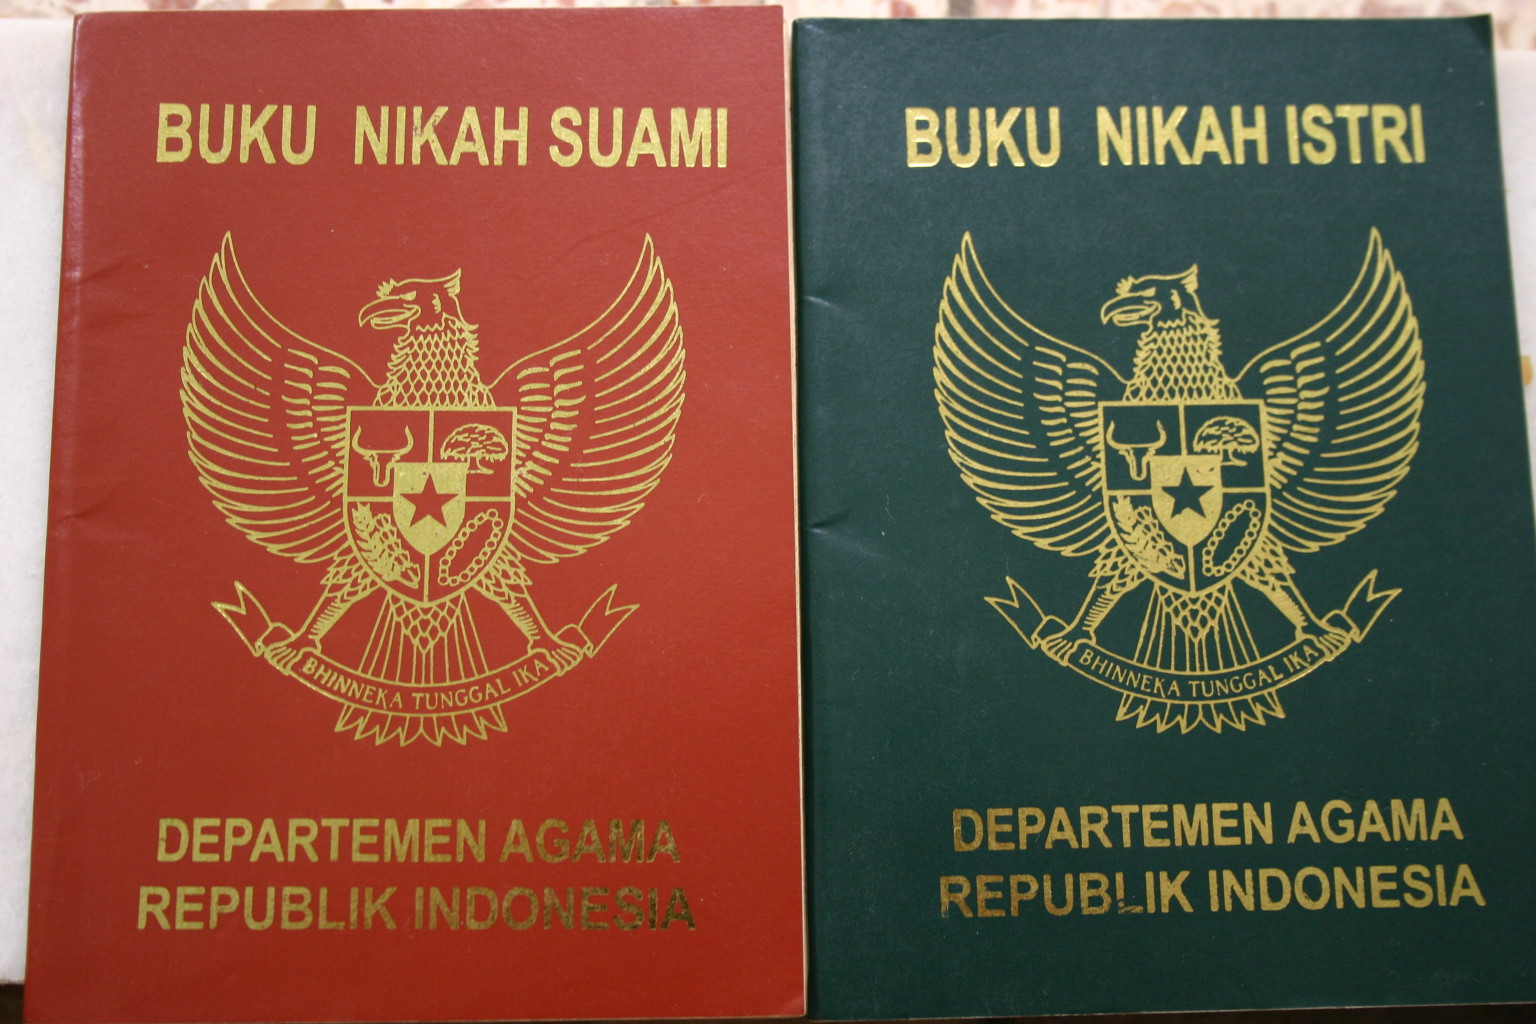 BUKU NIKAH SUAMI
BHINNEKA TUNGGAL IKA
DEPARTEMEN AGAMA
REPUBLIK INDONESIA
BUKU NIKAH ISTRI
BHINNEKA TUNGGAL IKA
DEPARTEMEN AGAMA
REPUBLIK INDONESIA